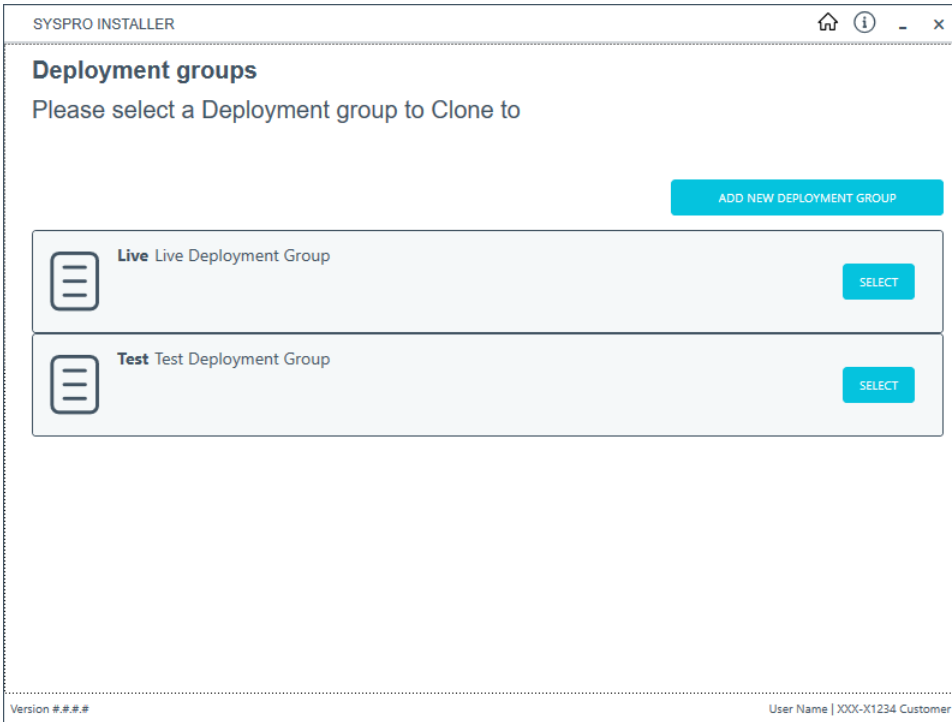 SYSPRO INSTALLER
Deployment groups
Please select a Deployment group to Clone to
ADD NEW DEPLOYMENT GROUP
Live Live Deployment Group
SELECT
Test Test Deployment Group
SELECT
Version #.#.#.#
User Name | XXX-X1234 Customer